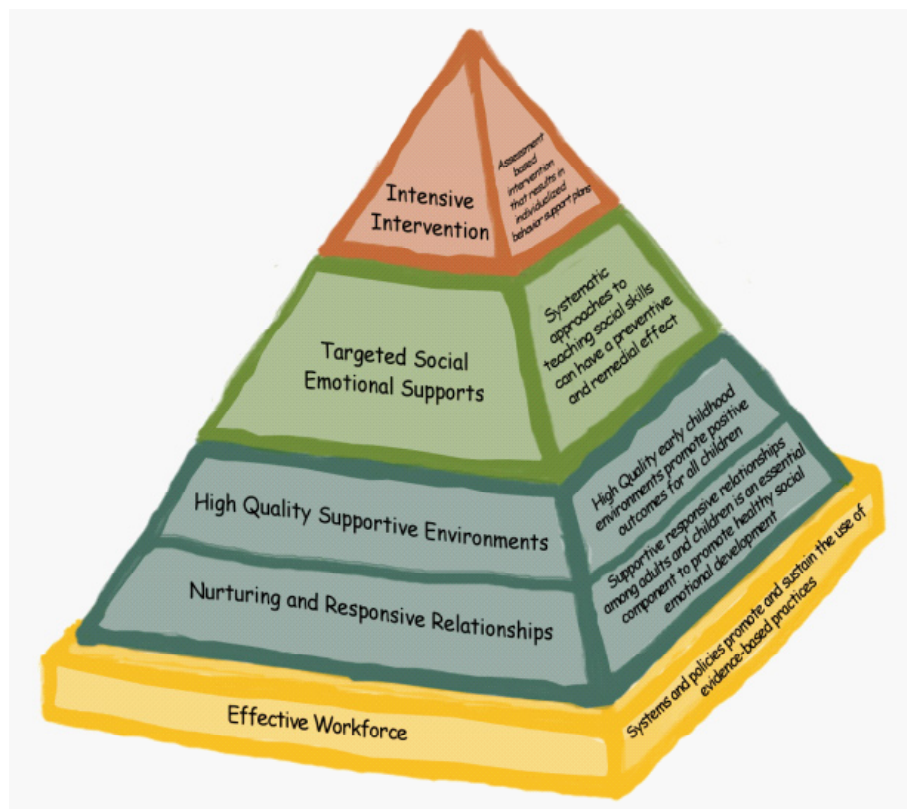 Intensive
Intervention
Assessment
based
intervention
that results in
individualized
behavior support plans
Targeted Social
Emotional Supports
Systematic
approaches to
teaching social skills
can have a preventive
and remedial effect
High Quality Supportive Environments
High Quality early childhood
environments promote positive
outcomes for all children
Nurturing and Responsive Relationships
Supportive responsive relationships
among adults and children is an essential
component to promote healthy social
emotional development
Effective Workforce
Systems and policies promote and sustain the use of
evidence-based practices